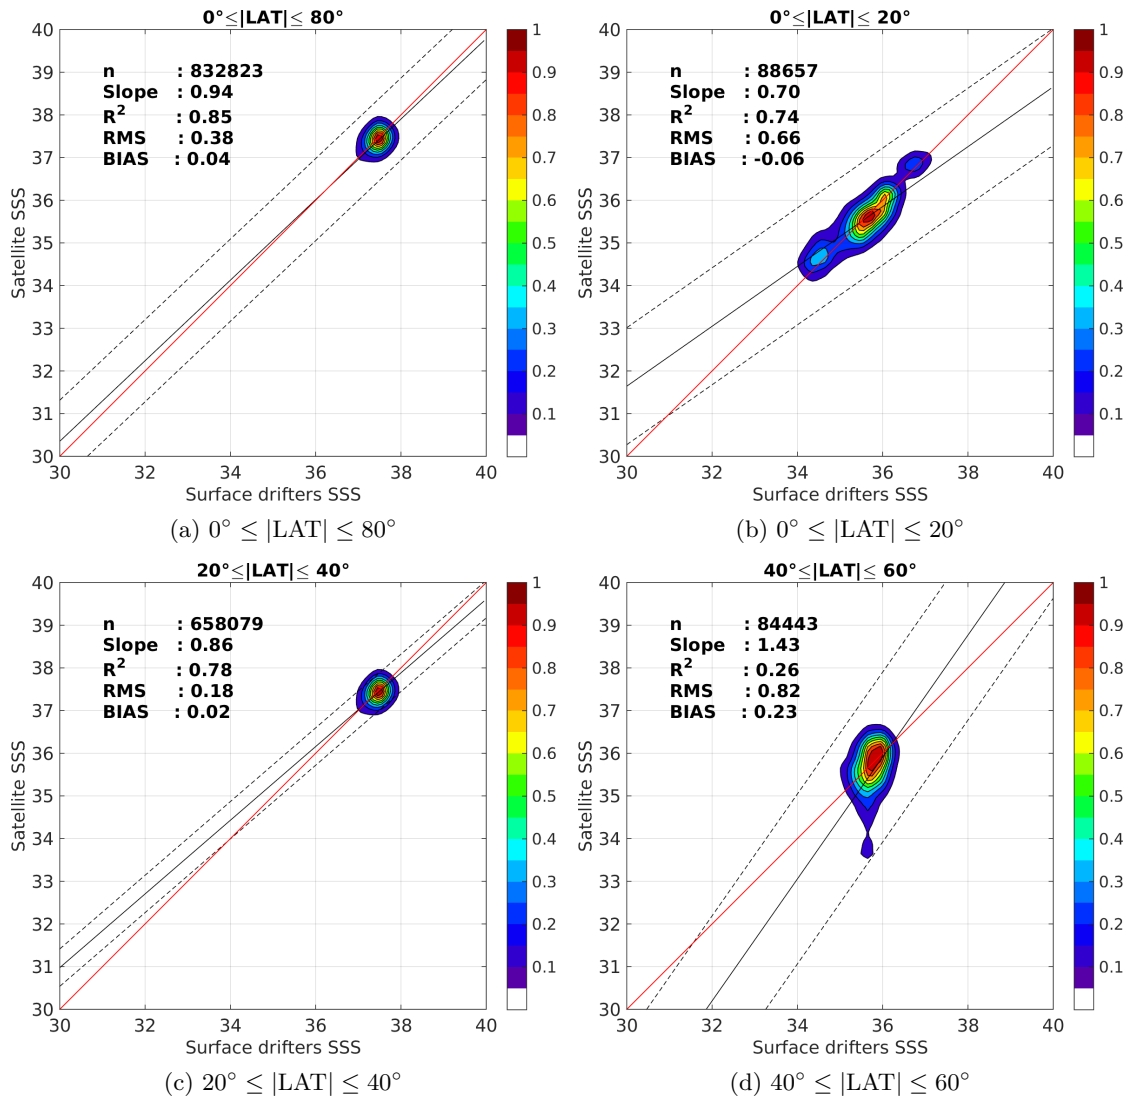 0°≤|LAT|≤ 80°
n : 832823
Slope : 0.94
R2 : 0.85
RMS : 0.38
BIAS : 0.04
Satellite SSS
40
39
38
37
36
35
34
33
32
31
30
30 32 34 36 38 40
Surface drifters SSS
1
0.9
0.8
0.7
0.6
0.5
0.4
0.3
0.2
0.1
(a) 0° ≤ |LAT| ≤ 80°
0°≤|LAT|≤ 20°
n : 88657
Slope : 0.70
R2 : 0.74
RMS : 0.66
BIAS : -0.06
Satellite SSS
40
39
38
37
36
35
34
33
32
31
30
30 32 34 36 38 40
Surface drifters SSS
1
0.9
0.8
0.7
0.6
0.5
0.4
0.3
0.2
0.1
(b) 0° ≤ |LAT| ≤ 20°
20°≤|LAT|≤ 40°
n : 658079
Slope : 0.86
R2 : 0.78
RMS : 0.18
BIAS : 0.02
Satellite SSS
40
39
38
37
36
35
34
33
32
31
30
30 32 34 36 38 40
Surface drifters SSS
1
0.9
0.8
0.7
0.6
0.5
0.4
0.3
0.2
0.1
(c) 20° ≤ |LAT| ≤ 40°
40°≤|LAT|≤ 60°
n : 84443
Slope : 1.43
R2 : 0.26
RMS : 0.82
BIAS : 0.23
Satellite SSS
40
39
38
37
36
35
34
33
32
31
30
30 32 34 36 38 40
Surface drifters SSS
1
0.9
0.8
0.7
0.6
0.5
0.4
0.3
0.2
0.1
(d) 40° ≤ |LAT| ≤ 60°